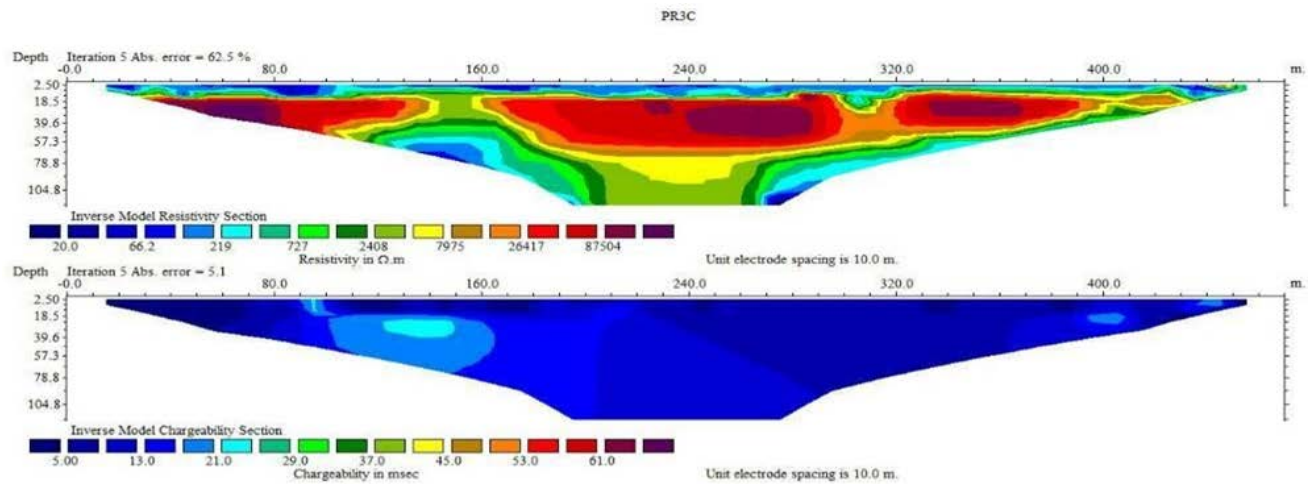 PR3C
Depth Iteration 5 Abs. error = 62.5 %
-0.0 80.0 160.0 240.0 320.0 400.0 m.
2.50
18.5
39.6
57.3
78.8
104.8
Inverse Model Resistivity Section
20.0 66.2 219. 727 2408 7975 26417 87504
Resistivity in Ω.m Unit electrode spacing is 10.0 m.
Depth Iteration 5 Abs. error = 5.1
-0.0 80.0 160.0 240.0 320.0 400.0 m.
2.50
18.5
39.6
57.3
78.8
104.8
Inverse Model Chargeability Section
5.00 13.0 21.0 29.0 37.0 45.0 53.0 61.0
Chargeability in msec Unit electrode spacing is 10.0 m.